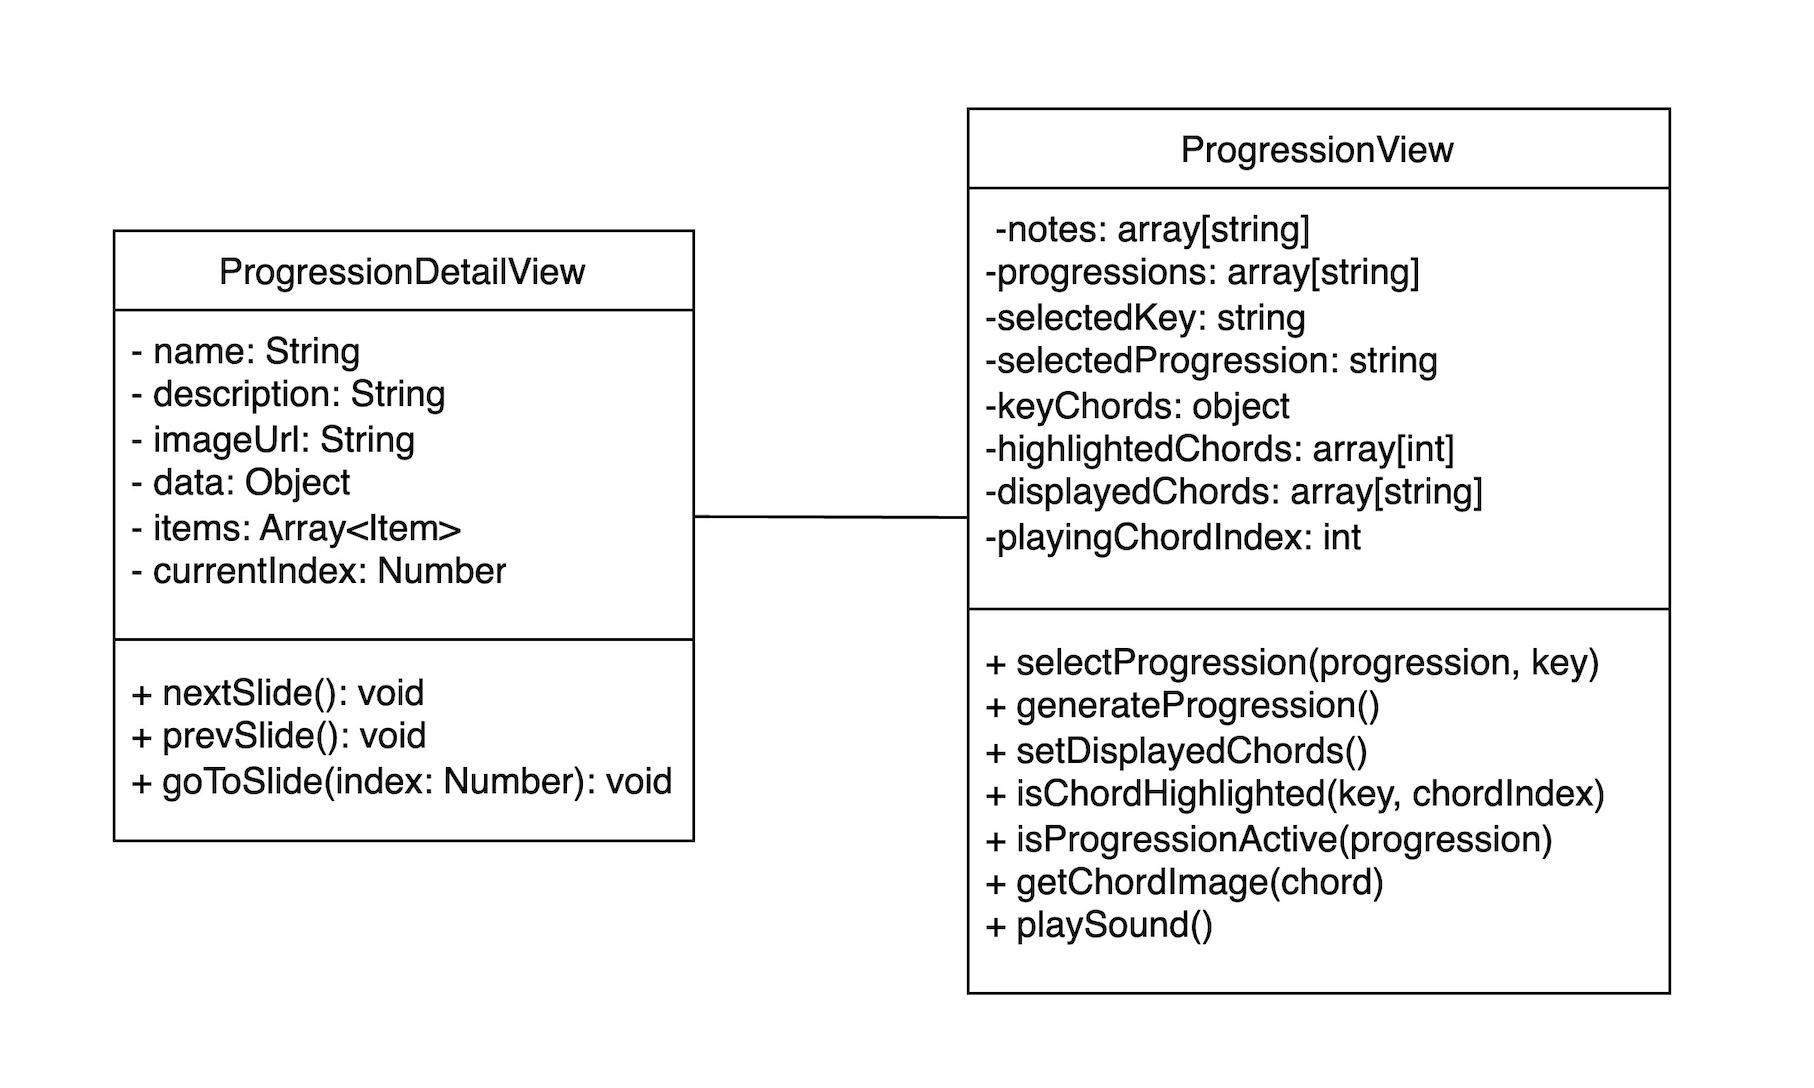 ProgressionDetailView
- name: String
- description: String
- imageUrl: String
- data: Object
- items: Array<Item>
- currentIndex: Number
+ nextSlide(): void
+ prevSlide(): void
+ goToSlide(index: Number): void
ProgressionView
-notes: array[string]
-progressions: array[string]
-selectedKey: string
-selectedProgression: string
-keyChords: object
-highlightedChords: array[int]
-displayedChords: array[string]
-playingChordIndex: int
+ selectProgression(progression, key)
+ generateProgression()
+ setDisplayedChords()
+ isChordHighlighted(key, chordIndex)
+ isProgressionActive(progression)
+ getChordImage(chord)
+ playSound()